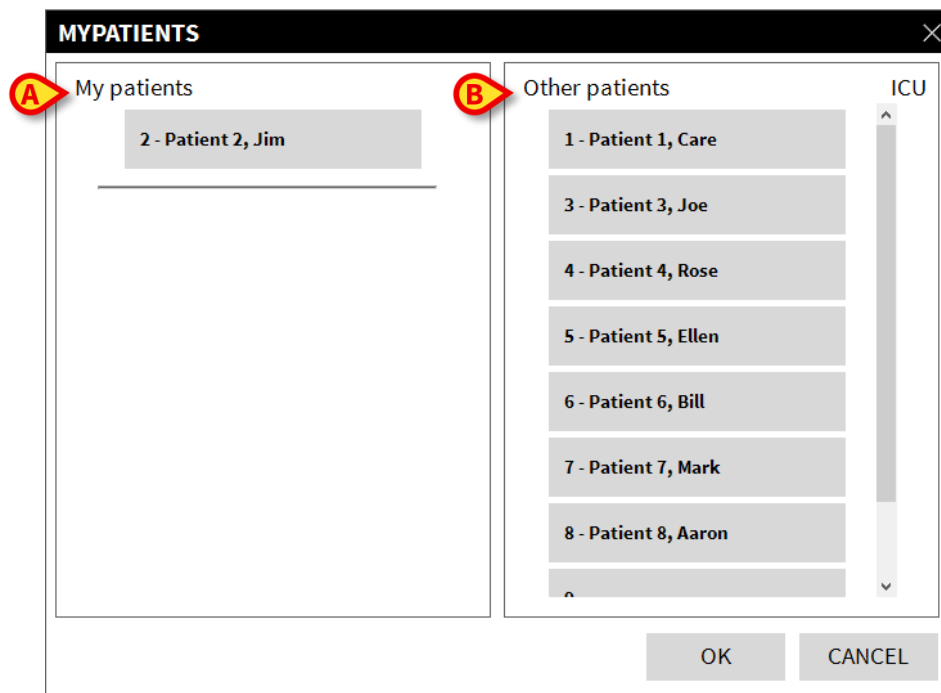 MYPATIENTS
A My patients
2 - Patient 2, Jim
B Other patients ICU
1 - Patient 1, Care
3 - Patient 3, Joe
4 - Patient 4, Rose
5 - Patient 5, Ellen
6 - Patient 6, Bill
7 - Patient 7, Mark
8 - Patient 8, Aaron
OK CANCEL